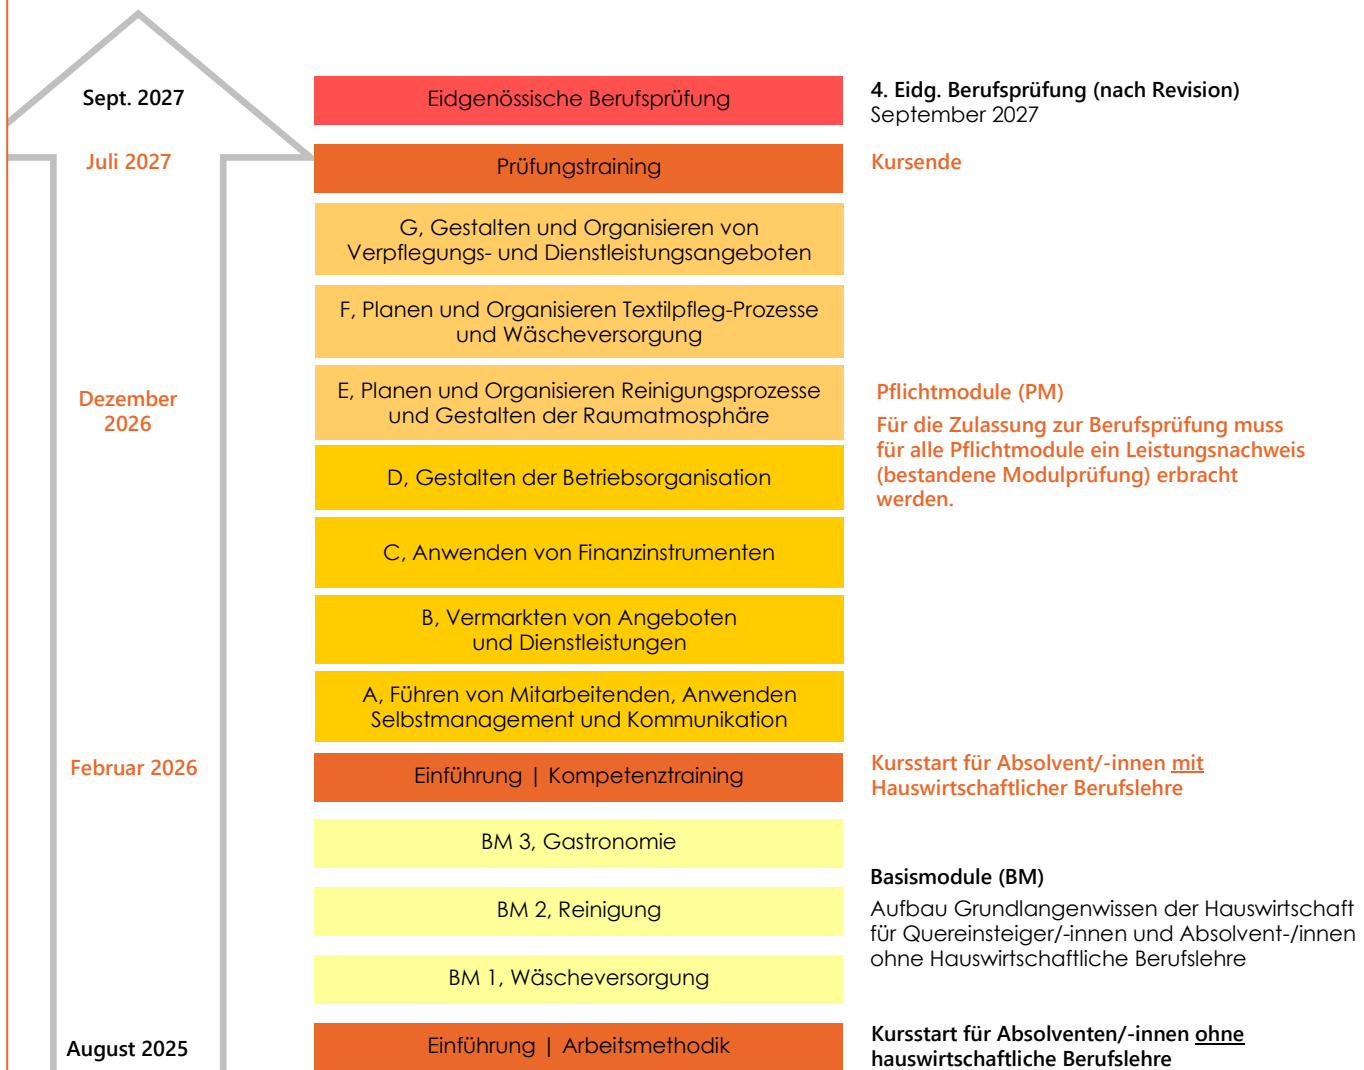 Sept. 2027
Eidgenössische Berufsprüfung
4. Eidg. Berufsprüfung (nach Revision)
September 2027
Juli 2027
Prüfungstraining
Kursende
G, Gestalten und Organisieren von
Verpflegungs- und Dienstleistungsangeboten
F, Planen und Organisieren Textilpfleg-Prozesse
und Wäscheversorgung
Dezember
2026
E, Planen und Organisieren Reinigungsprozesse
und Gestalten der Raumatmosphäre
Pflichtmodule (PM)
Für die Zulassung zur Berufsprüfung muss
für alle Pflichtmodule ein Leistungsnachweis
(bestandene Modulprüfung) erbracht
werden.
D, Gestalten der Betriebsorganisation
C, Anwenden von Finanzinstrumenten
B, Vermarkten von Angeboten
und Dienstleistungen
A, Führen von Mitarbeitenden, Anwenden
Selbstmanagement und Kommunikation
Februar 2026
Einführung | Kompetenztraining
Kursstart für Absolvent/-innen mit
Hauswirtschaftlicher Berufslehre
BM 3, Gastronomie
BM 2, Reinigung
BM 1, Wäscheversorgung
Basismodule (BM)
Aufbau Grundlangenwissen der Hauswirtschaft
für Quereinsteiger/-innen und Absolvent-/innen
ohne Hauswirtschaftliche Berufslehre
August 2025
Einführung | Arbeitsmethodik
Kursstart für Absolventen/-innen ohne
hauswirtschaftliche Berufslehre